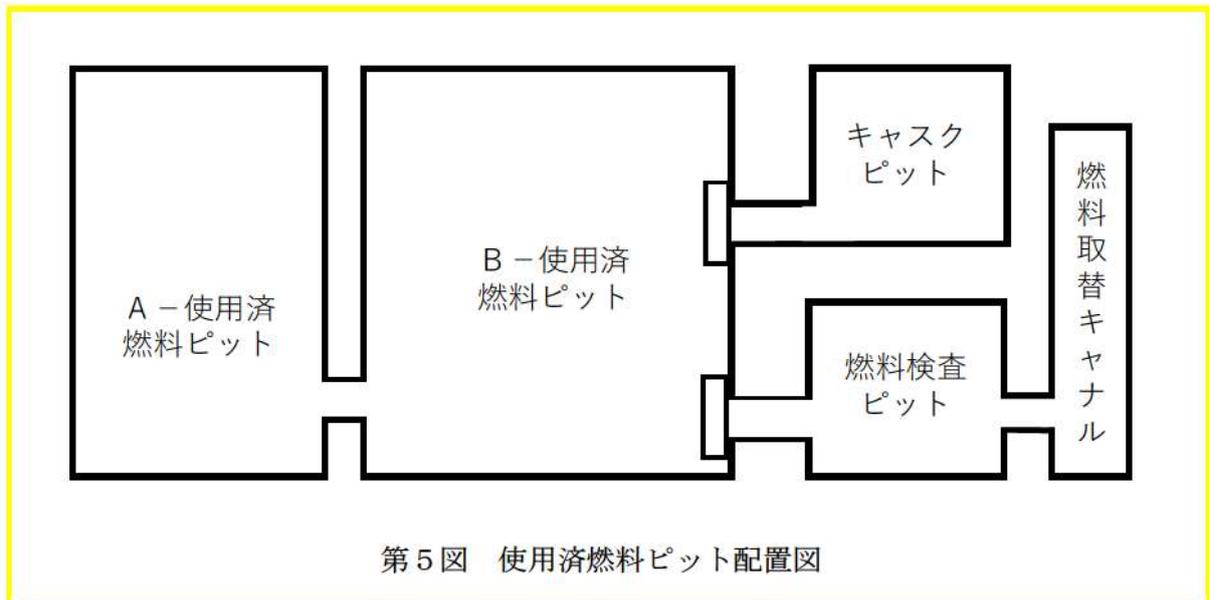 A－使用済
燃料ピット
B－使用済
燃料ピット
キャスク
ピット
燃料検査
ピット
燃料取替キャナル
第５図　使用済燃料ピット配置図